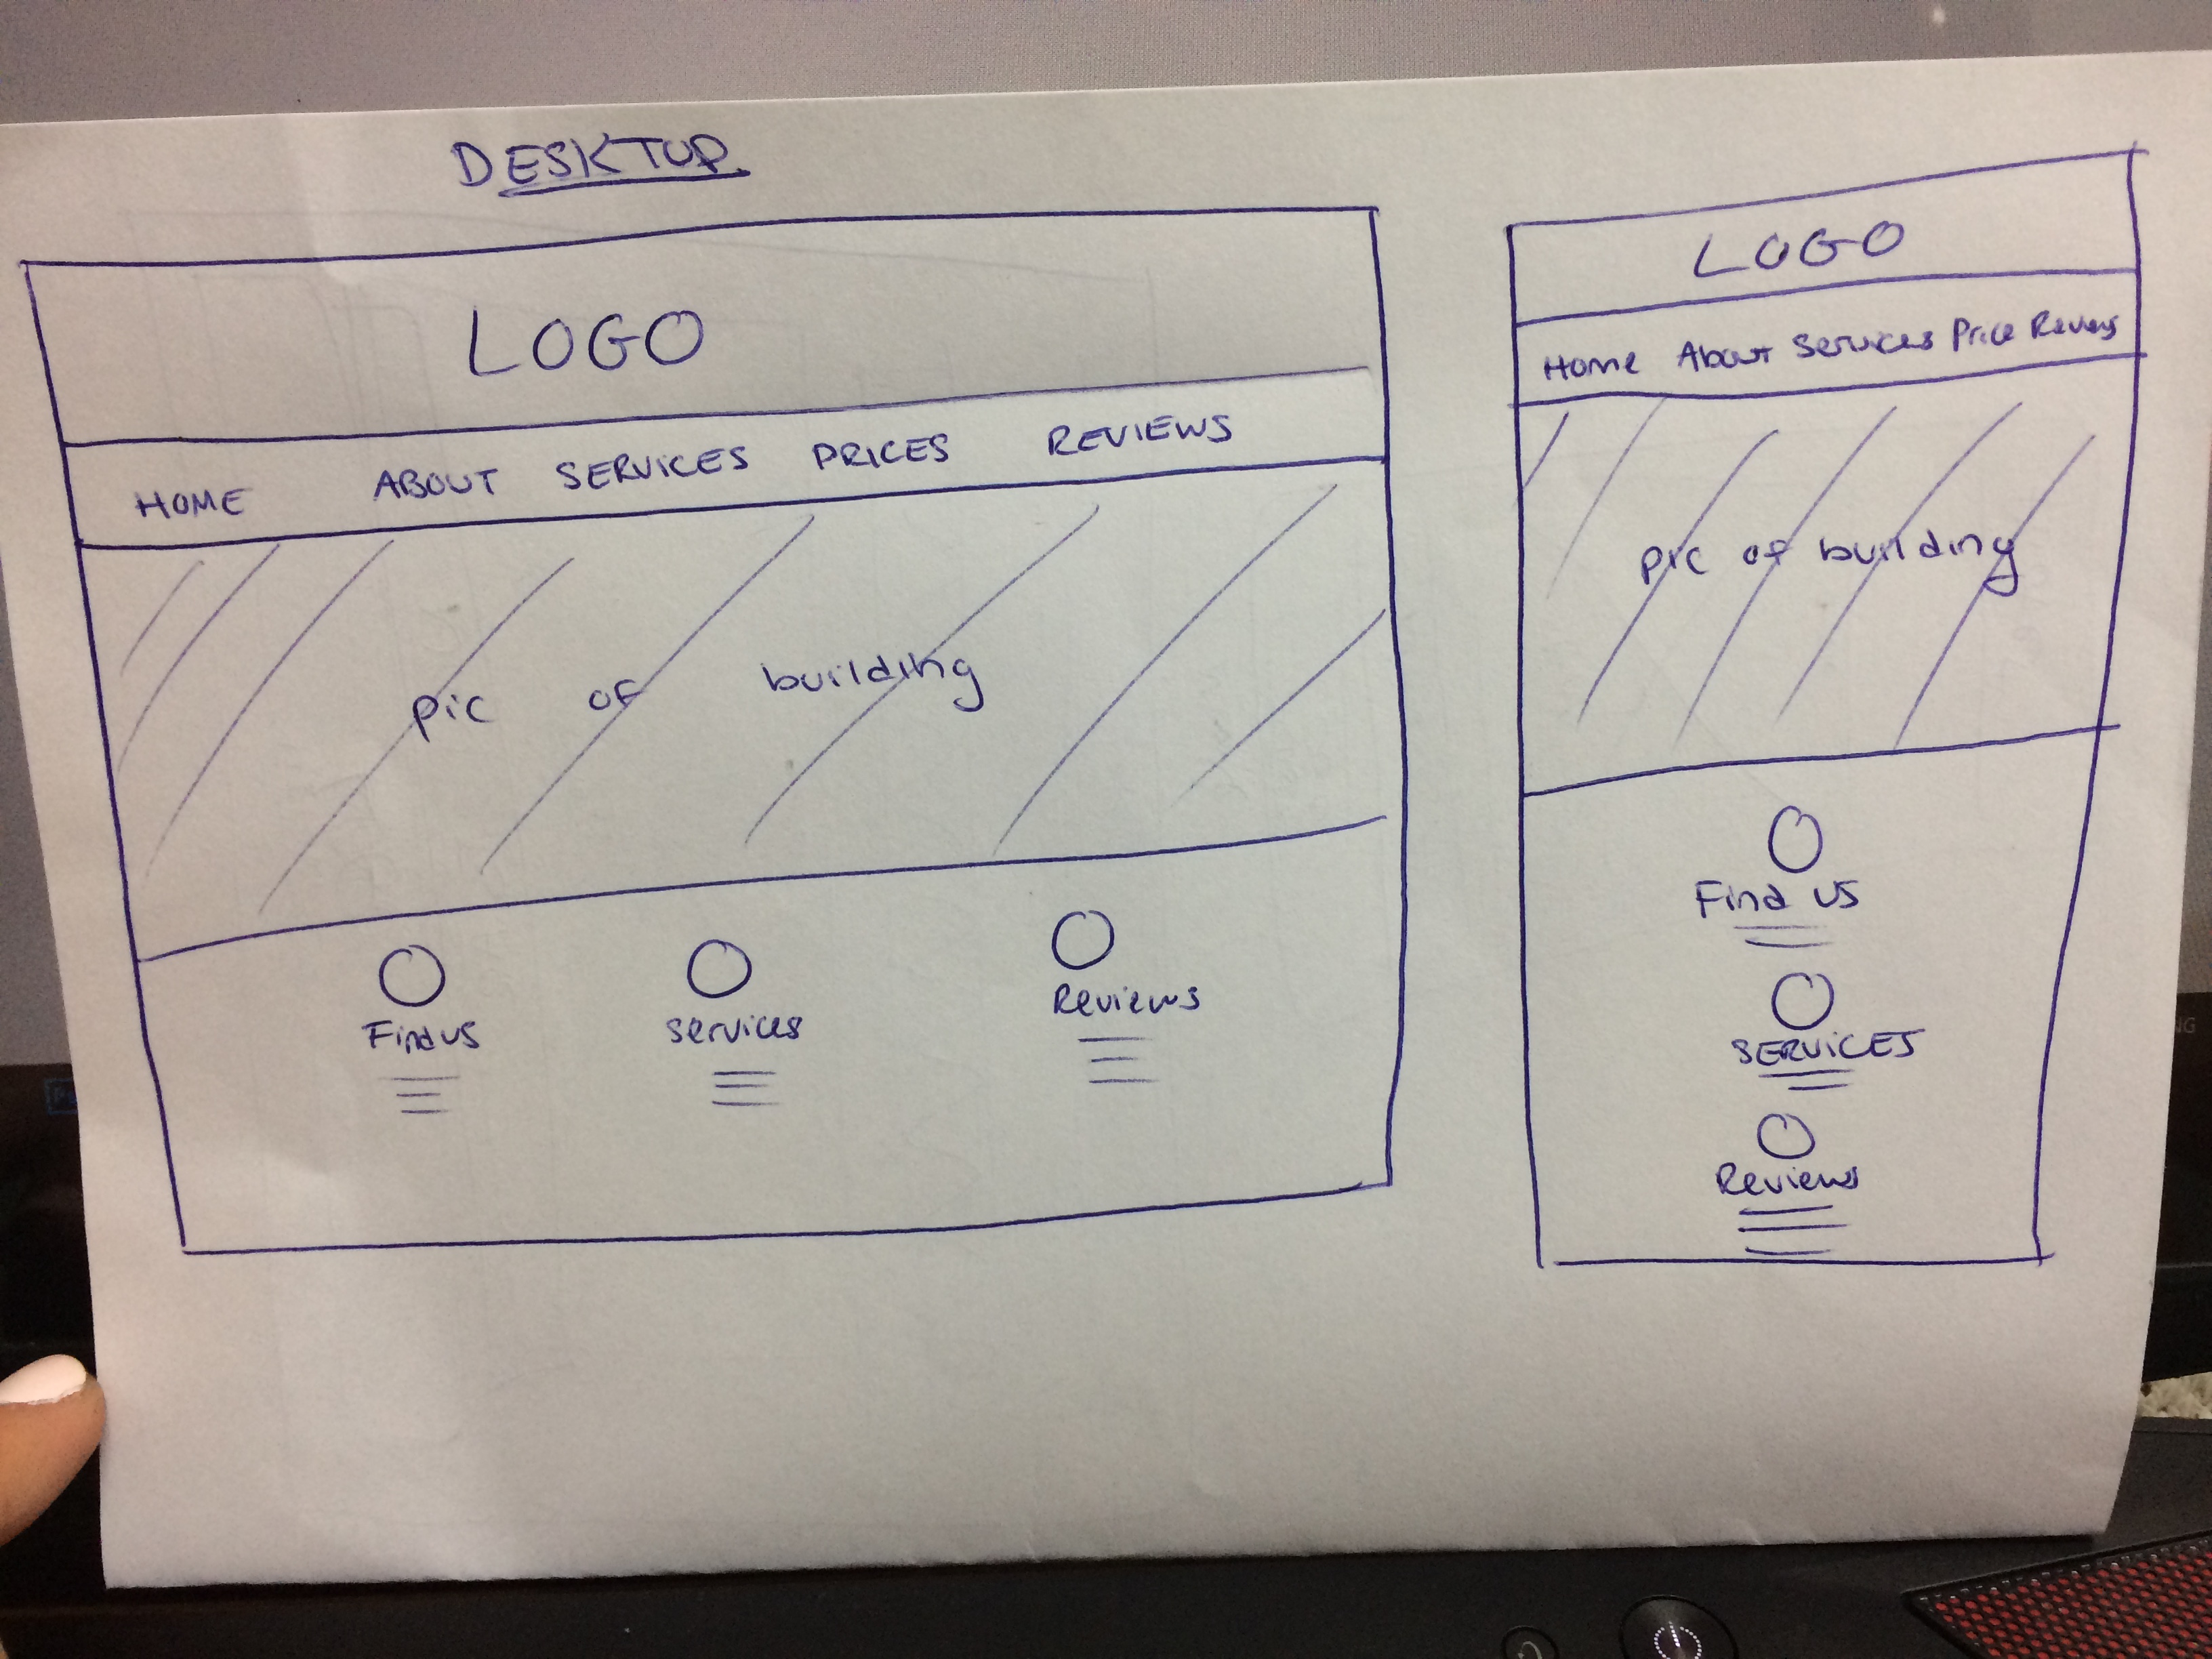 DESKTOP
LOGO
HOME ABOUT SERVICES PRICES REVIEWS
pic of building
Find us
services
Reviews
LOGO
Home About Services Price Reviews
pic of building
Find us
SERVICES
Reviews
NG